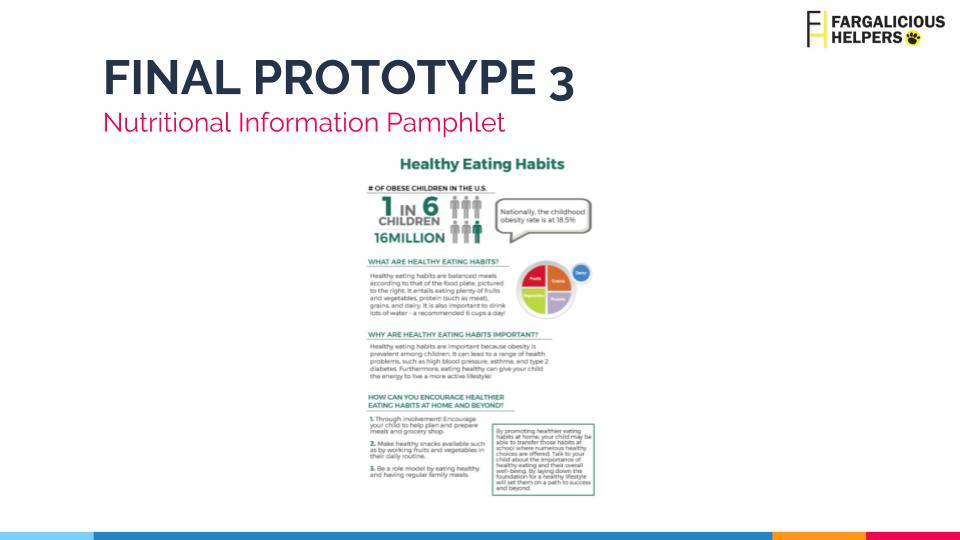 FARGALICIOUS
HELPERS
FINAL PROTOTYPE 3
Nutritional Information Pamphlet
Healthy Eating Habits
# OF OBESE CHILDREN IN THE U.S.
1 IN 6
CHILDREN
16MILLION
Nationally, the childhood
obesity rate is at 18.5%
WHAT ARE HEALTHY EATING HABITS?
Healthy eating habits are balanced meals
according to that of the food plate, pictured
to the right. It entails eating plenty of fruits
and vegetables, protein (such as meat),
grains, and dairy. It is also important to drink
lots of water - a recommended 6 cups a day!
Fruits
Grains
Dairy
Vegetables
Protein
WHY ARE HEALTHY EATING HABITS IMPORTANT?
Healthy eating habits are important because obesity is
prevalent among children. It can lead to a range of health
problems, such as high blood pressure, asthma, and type 2
diabetes. Furthermore, eating healthy can give your child
the energy to live a more active lifestyle!
HOW CAN YOU ENCOURAGE HEALTHIER
EATING HABITS AT HOME AND BEYOND?
1. Through involvement! Encourage
your child to help plan and prepare
meals and grocery shop.
2. Make healthy snacks available such
as by working fruits and vegetables in
their daily routine.
3. Be a role model by eating healthy
and having regular family meals.
By promoting healthier eating
habits at home, your child may be
able to transfer those habits at
school where numerous healthy
choices are offered. Talk to your
child about the importance of
healthy eating and their overall
well-being. By laying down the
foundation for a healthy lifestyle
will set them on a path to success
and beyond.